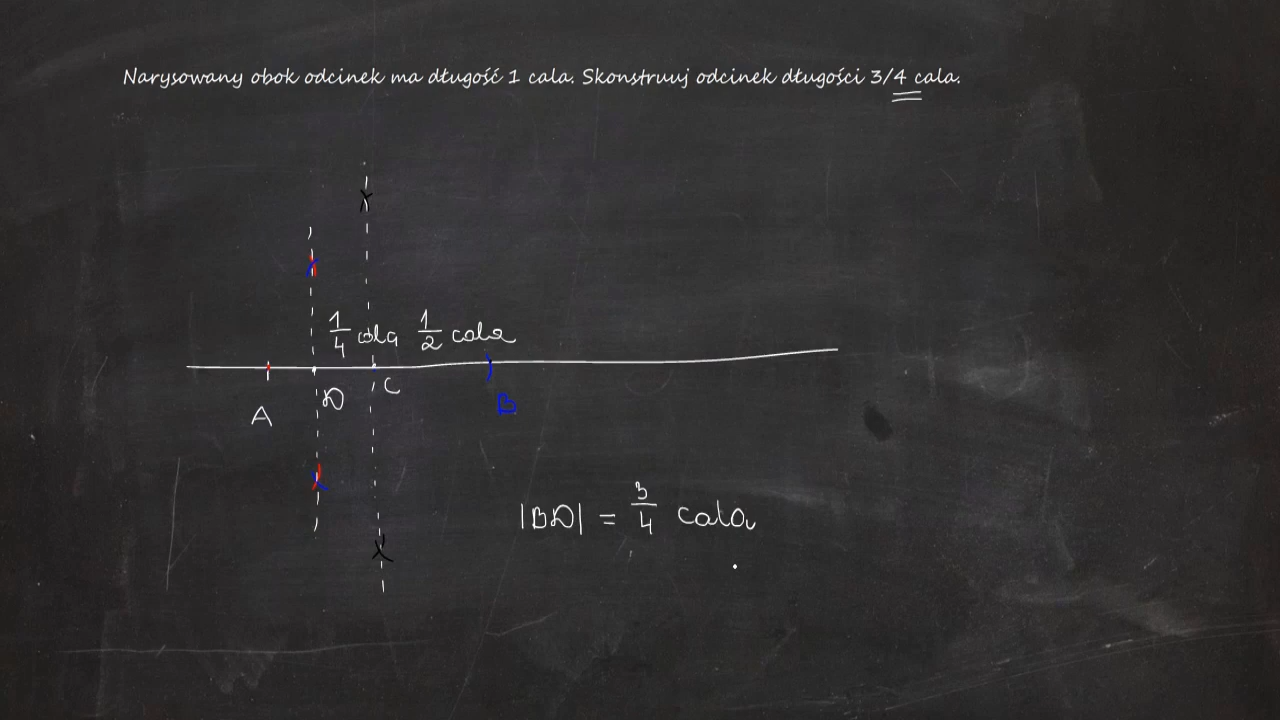 Narysowany obok odcinek ma długość 1 cala. Skonstruuj odcinek długości 3/4 cala.
1/4 cala 1/2 cala
A D C B
|BD| = 3/4 cala